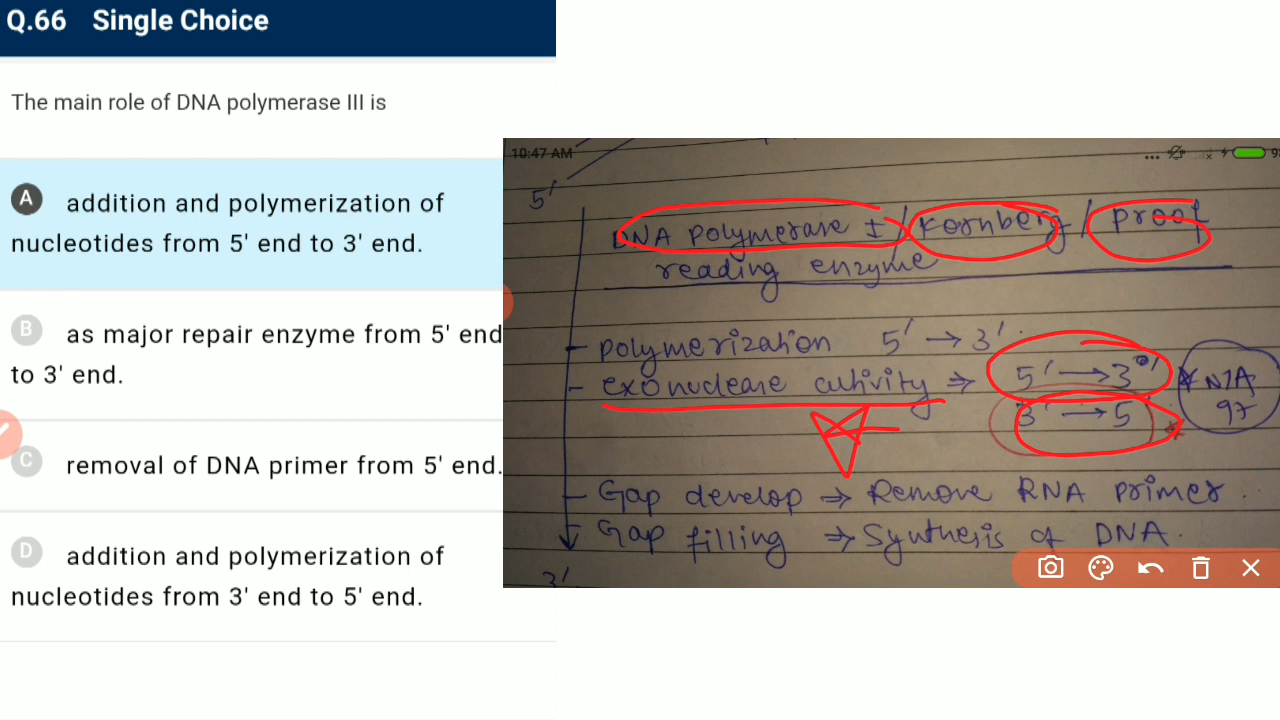 Q.66 Single Choice
The main role of DNA polymerase III is
A addition and polymerization of
nucleotides from 5' end to 3' end.
B as major repair enzyme from 5' end
to 3' end.
C removal of DNA primer from 5' end.
D addition and polymerization of
nucleotides from 3' end to 5' end.
10:47 AM
5'
DNA Polymerase I / Kornberg / Proof
reading enzyme
- Polymerization 5' → 3'
- exonuclease cutivity ⇒ 5' → 3'
3' → 5'
* NTA
97
- Gap develop ⇒ Remove RNA primer.
Gap filling ⇒ Synthesis of DNA.
3'